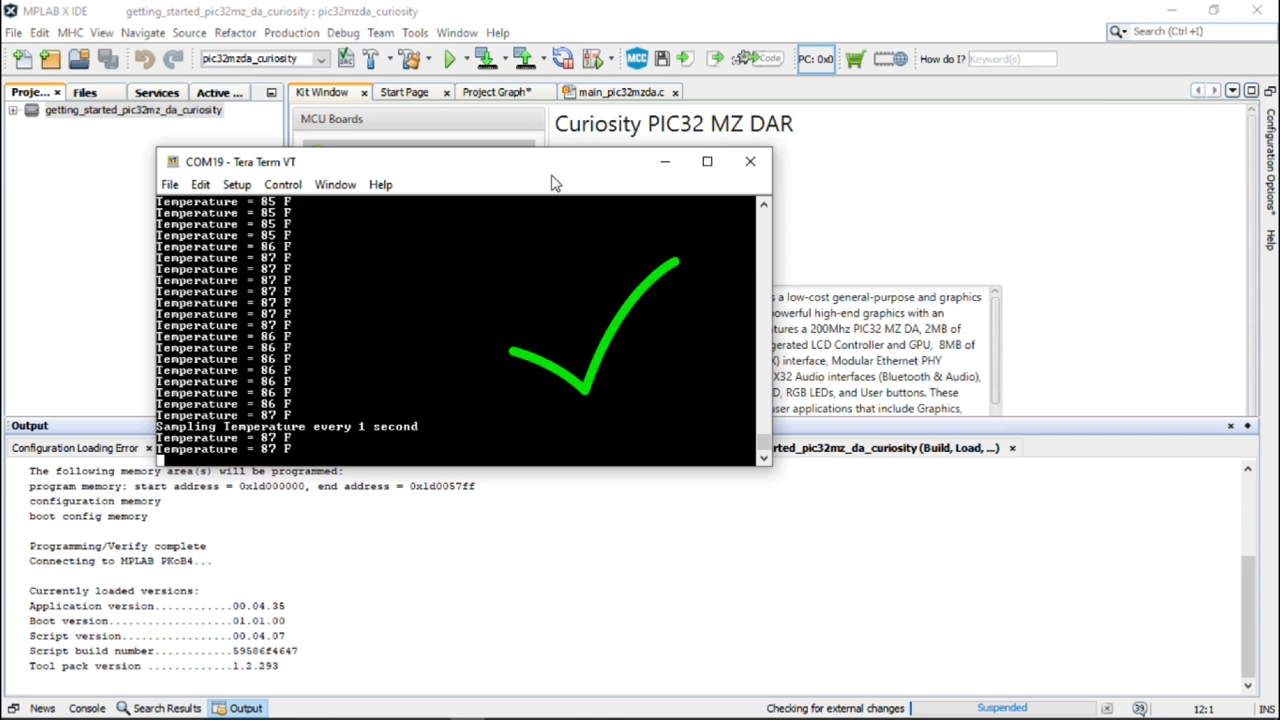 MPLAB X IDE getting_started_pic32mz_da_curiosity : pic32mzda_curiosity
File Edit MHC View Navigate Source Refactor Production Debug Team Tools Window Help
Search (Ctrl+I)
pic32mzda_curiosity
MCC
Code
PC: 0x0
How do I? Keyword(s)
Proje... Files Services Active ...
Kit Window Start Page Project Graph* main_pic32mzda.c
getting_started_pic32mz_da_curiosity
MCU Boards
Curiosity PIC32 MZ DAR
Configuration Options*
Help
COM19 - Tera Term VT
File Edit Setup Control Window Help
Temperature = 85 F
Temperature = 85 F
Temperature = 85 F
Temperature = 85 F
Temperature = 86 F
Temperature = 87 F
Temperature = 87 F
Temperature = 87 F
Temperature = 87 F
Temperature = 87 F
Temperature = 87 F
Temperature = 87 F
Temperature = 86 F
Temperature = 86 F
Temperature = 86 F
Temperature = 86 F
Temperature = 86 F
Temperature = 86 F
Temperature = 86 F
Temperature = 87 F
Sampling Temperature every 1 second
Temperature = 87 F
Temperature = 87 F
s a low-cost general-purpose and graphics
owerful high-end graphics with an
tures a 200Mhz PIC32 MZ DA, 2MB of
gerated LCD Controller and GPU, 8MB of
X) interface, Modular Ethernet PHY
X32 Audio interfaces (Bluetooth & Audio),
D, RGB LEDs, and User buttons. These
user applications that include Graphics,
Output
Configuration Loading Error
rted_pic32mz_da_curiosity (Build, Load, ...)
The following memory area(s) will be programmed:
program memory: start address = 0x1d000000, end address = 0x1d0057ff
configuration memory
boot config memory
Programming/Verify complete
Connecting to MPLAB PKoB4...
Currently loaded versions:
Application version............00.04.35
Boot version...................01.01.00
Script version.................00.04.07
Script build number............59586f4647
Tool pack version .............1.2.293
News Console Search Results Output
Checking for external changes Suspended 39 12:1 INS